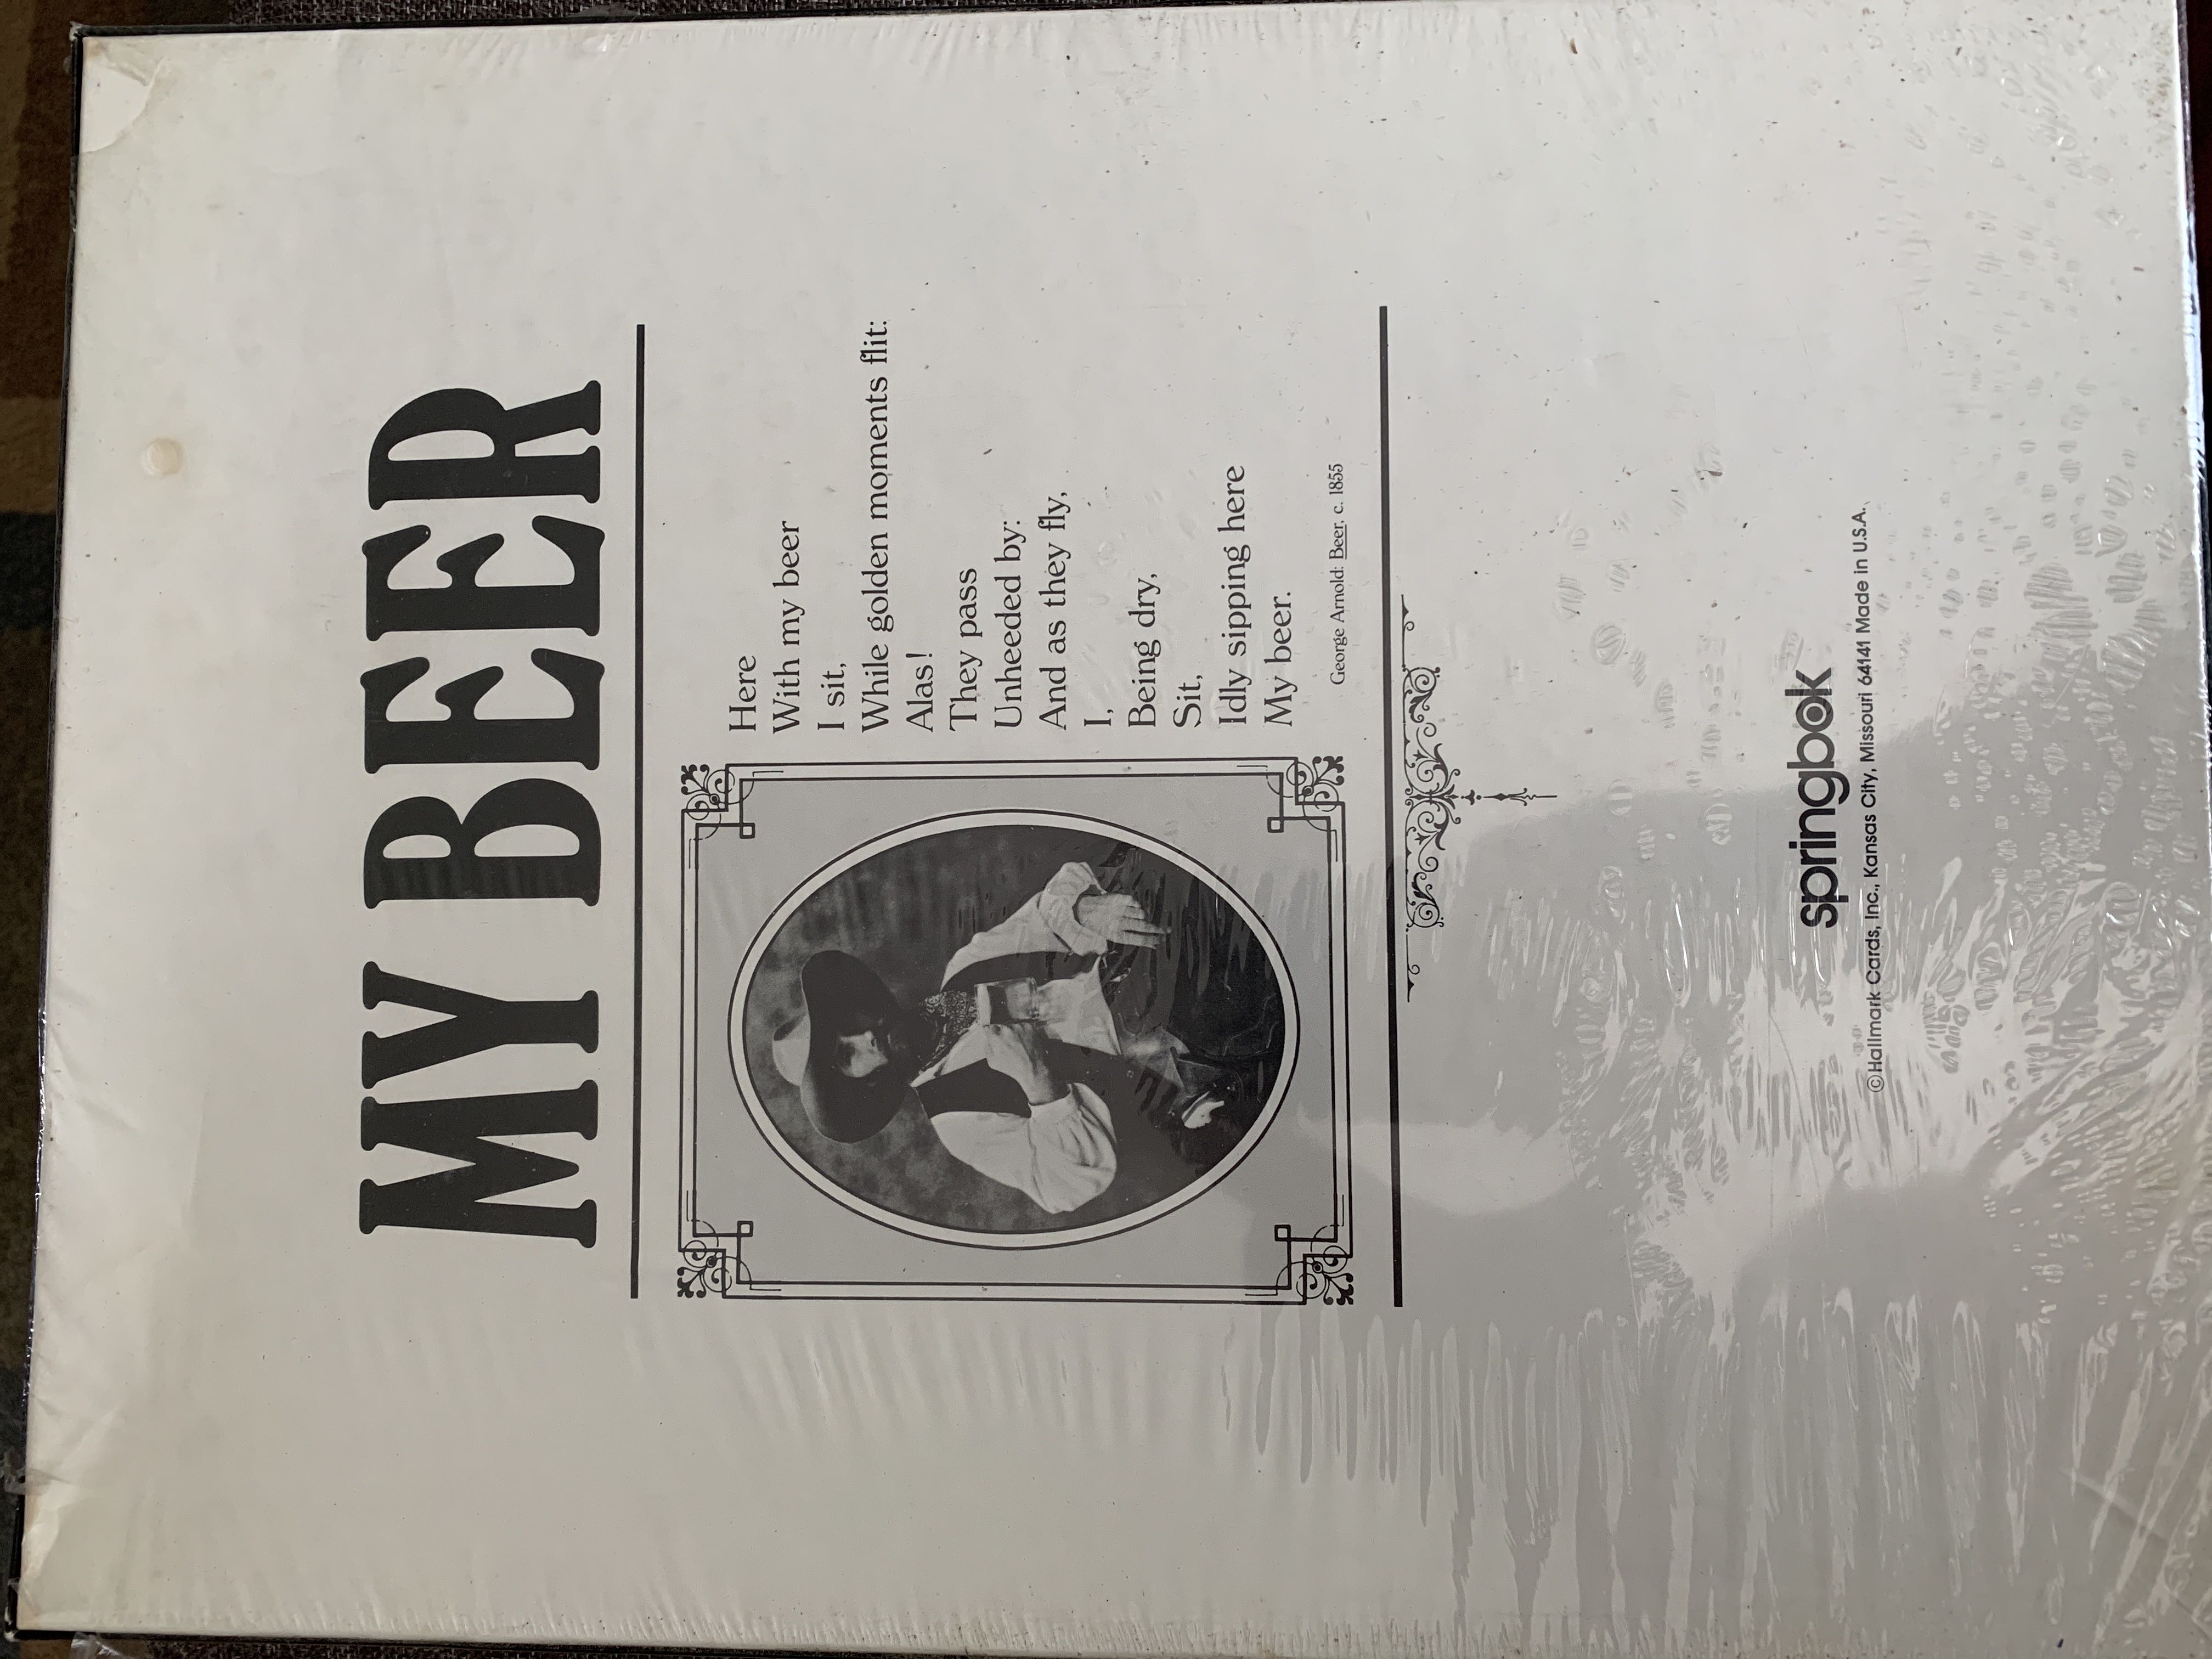 MY BEER
Here
With my beer
I sit,
While golden moments flit:
Alas!
They pass
Unheeded by:
And as they fly,
I,
Being dry,
Sit,
Idly sipping here
My beer.
George Arnold: Beer, c. 1855
springbok
©Hallmark Cards, Inc., Kansas City, Missouri 64141 Made in U.S.A.